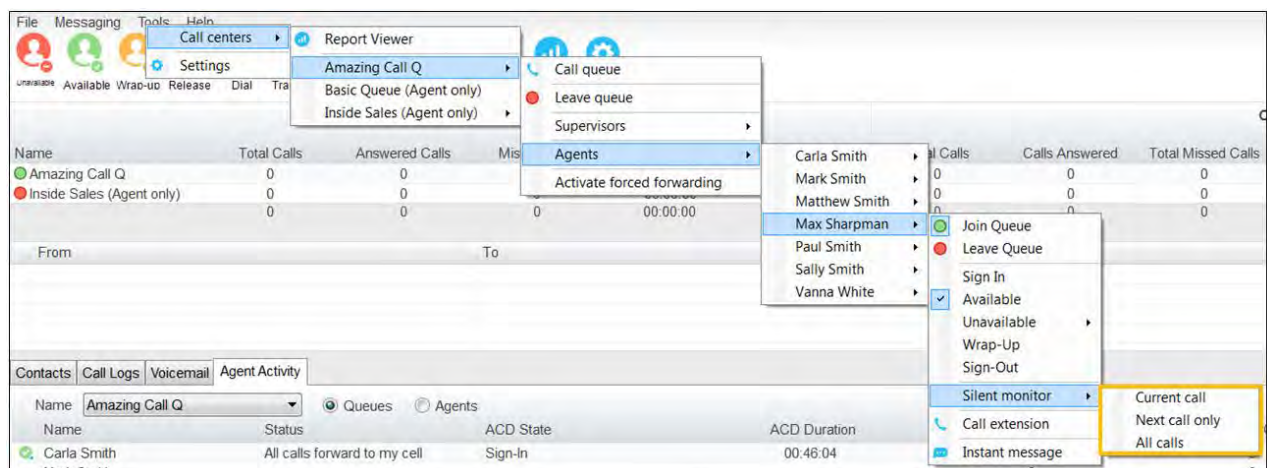 File Messaging Tools Help
Call centers
Settings
Report Viewer
Amazing Call Q
Basic Queue (Agent only)
Inside Sales (Agent only)
Call queue
Leave queue
Supervisors
Agents
Activate forced forwarding
Unavailable Available Wrap-up Release Dial Tra
Name Total Calls Answered Calls Mis al Calls Calls Answered Total Missed Calls
Amazing Call Q 0 0 0 0 0
Inside Sales (Agent only) 0 0 0 0 0
0 0 0 00:00:00 0 0 0
Carla Smith
Mark Smith
Matthew Smith
Max Sharpman
Paul Smith
Sally Smith
Vanna White
Join Queue
Leave Queue
Sign In
Available
Unavailable
Wrap-Up
Sign-Out
Silent monitor
Call extension
Instant message
Current call
Next call only
All calls
From To
Contacts Call Logs Voicemail Agent Activity
Name Amazing Call Q Queues Agents
Name Status ACD State ACD Duration
Carla Smith All calls forward to my cell Sign-In 00:46:04